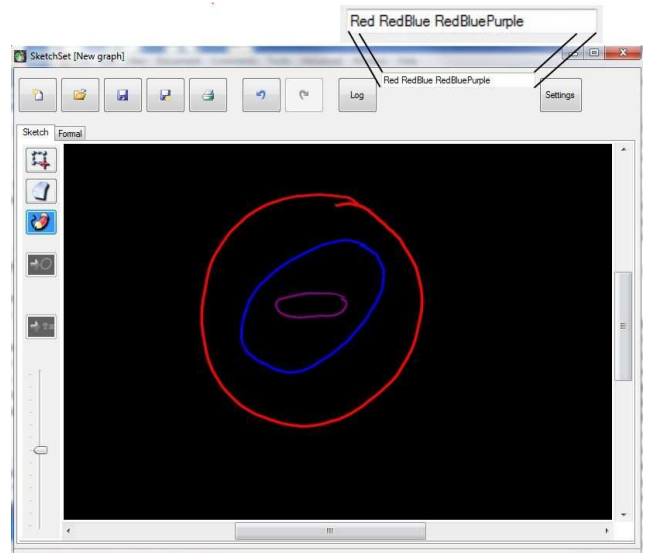 Red RedBlue RedBluePurple
SketchSet [New graph]
Log
Red RedBlue RedBluePurple
Settings
Sketch Formal